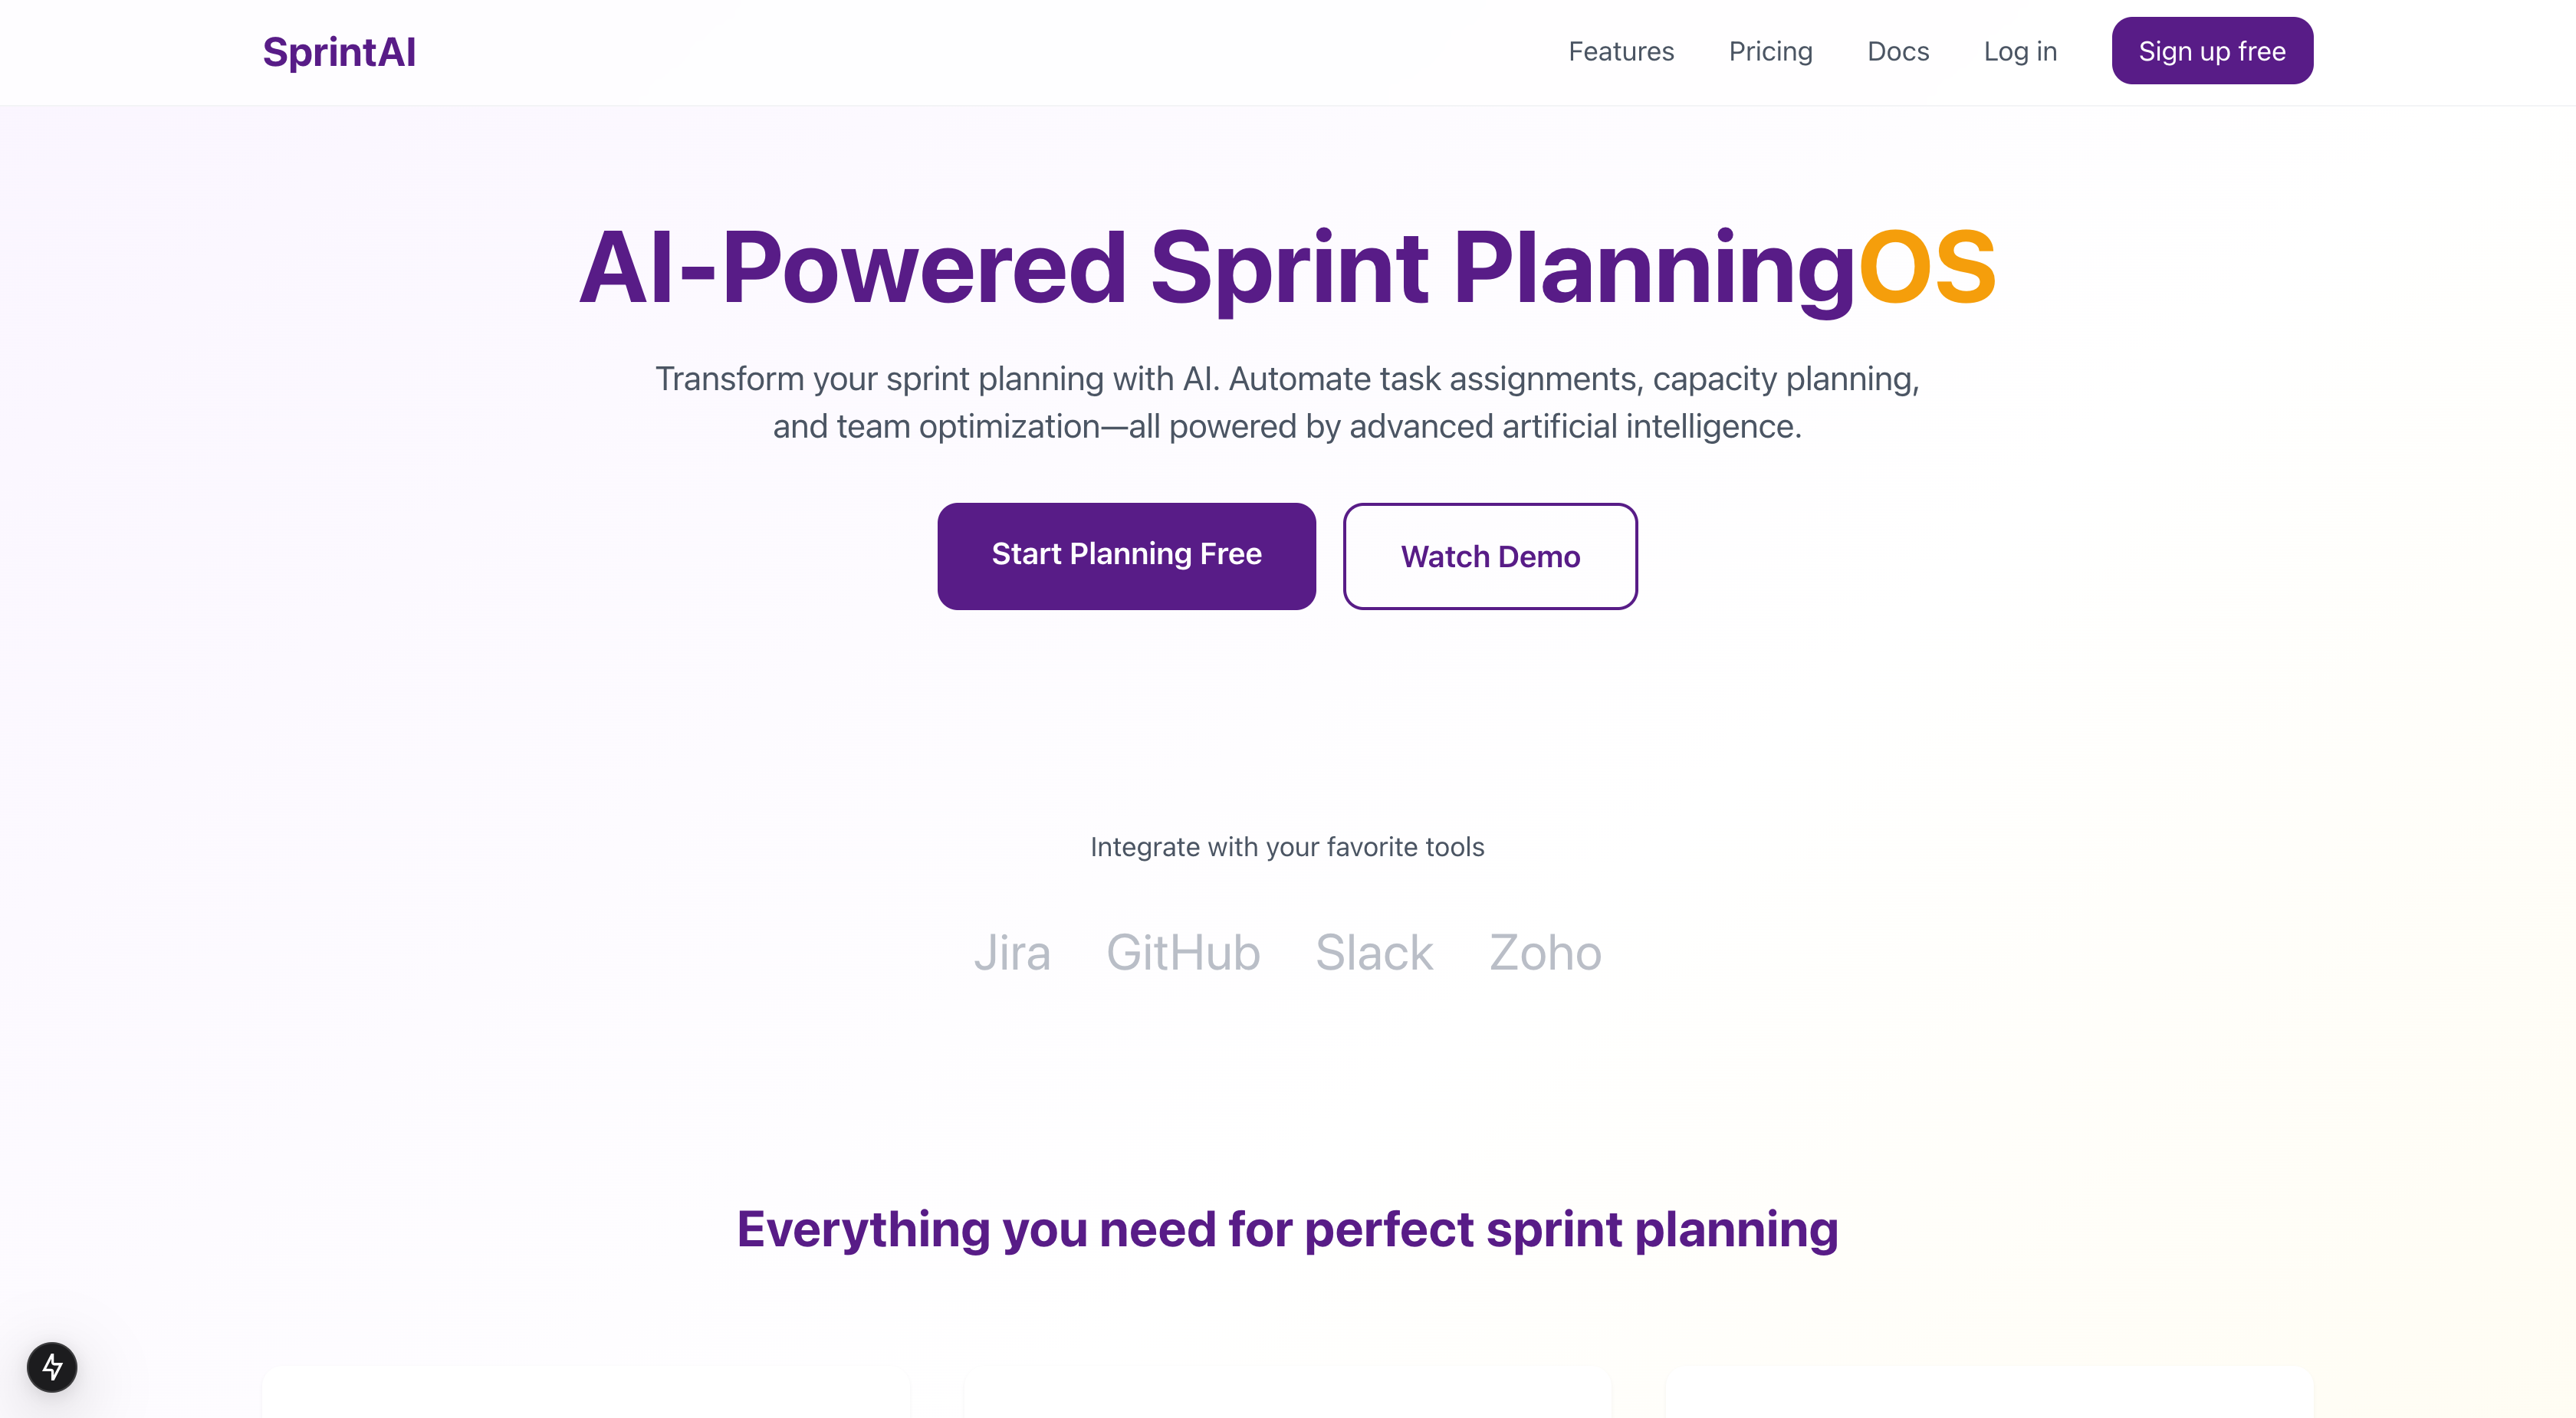 SprintAI
Features
Pricing
Docs
Log in
Sign up free
AI-Powered Sprint PlanningOS
Transform your sprint planning with AI. Automate task assignments, capacity planning,
and team optimization—all powered by advanced artificial intelligence.
Start Planning Free
Watch Demo
Integrate with your favorite tools
Jira
GitHub
Slack
Zoho
Everything you need for perfect sprint planning